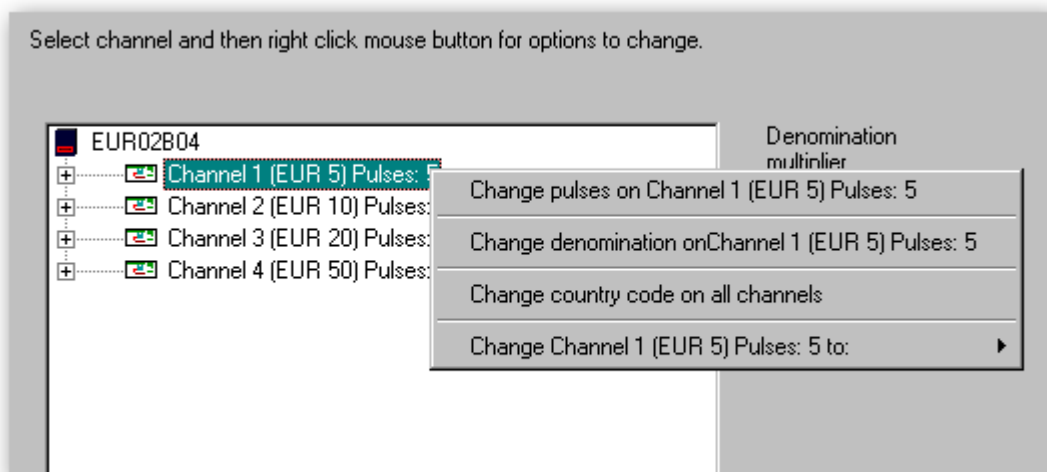 Select channel and then right click mouse button for options to change.
EUR02B04
Denomination
multiplier
Channel 1 (EUR 5) Pulses:
Change pulses on Channel 1 (EUR 5) Pulses: 5
Channel 2 (EUR 10) Pulses:
Channel 3 (EUR 20) Pulses:
Change denomination onChannel 1 (EUR 5) Pulses: 5
Channel 4 (EUR 50) Pulses:
Change country code on all channels
Change Channel 1 (EUR 5) Pulses: 5 to: